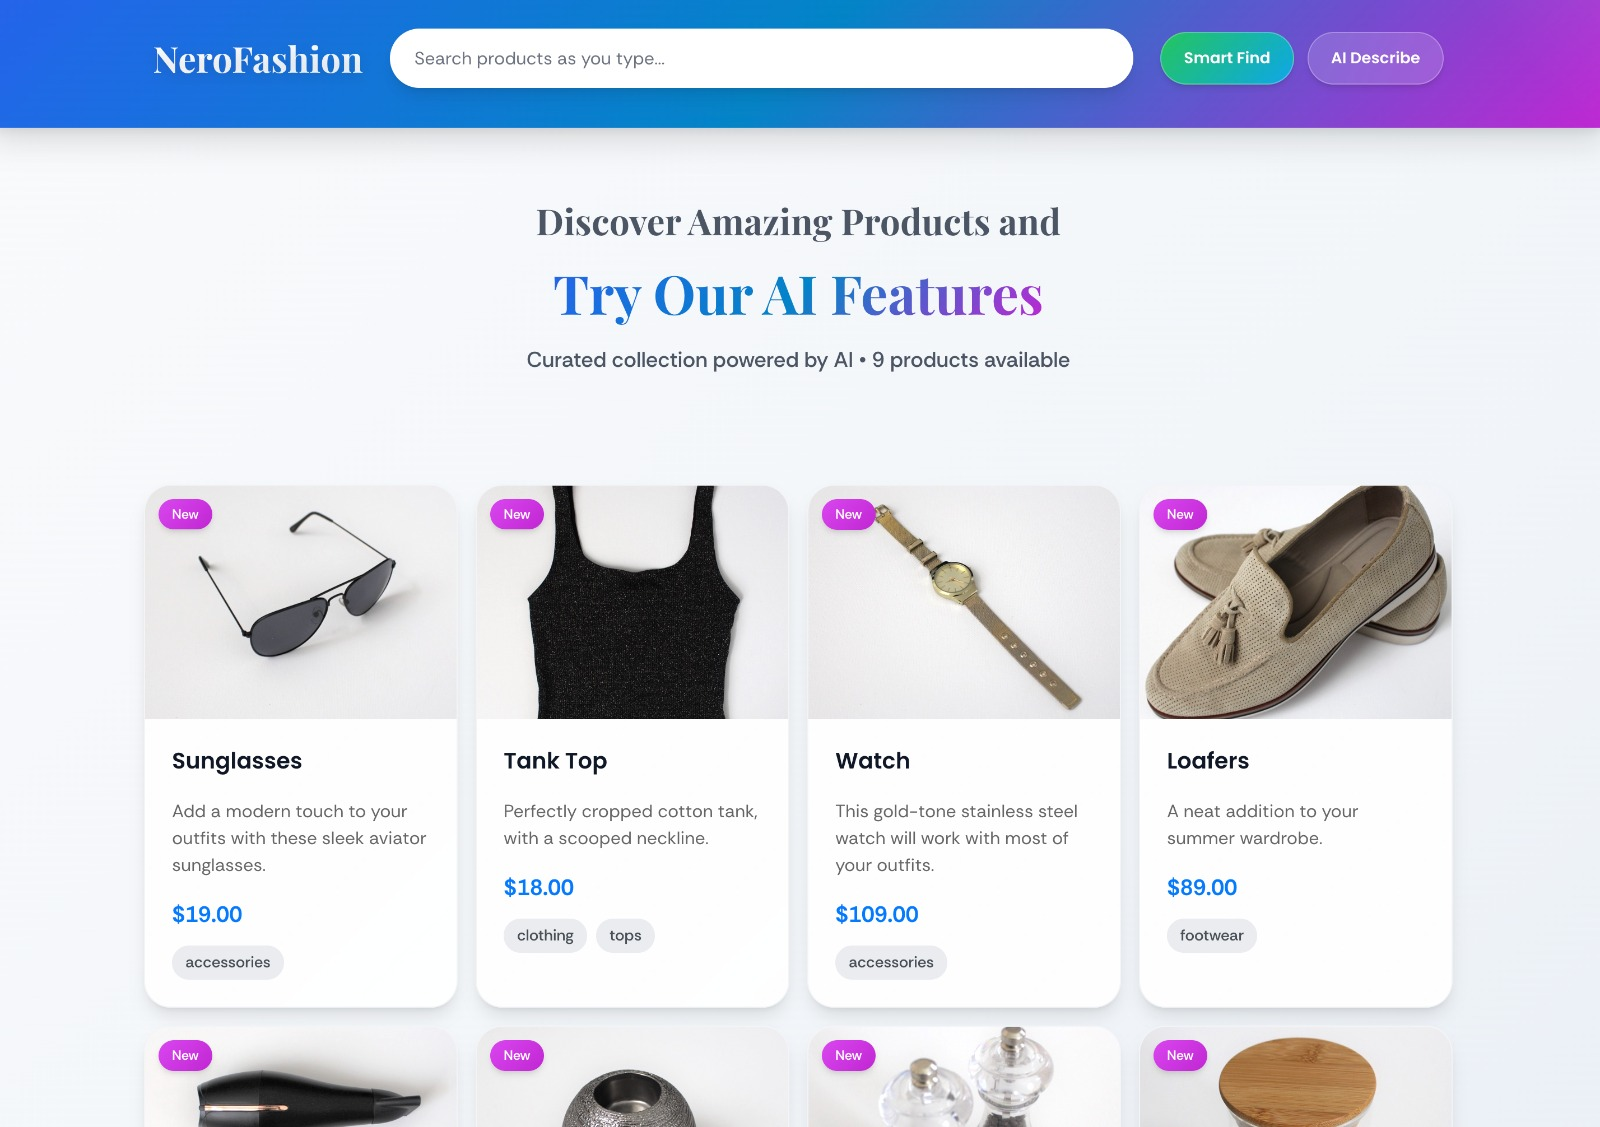 NeroFashion
Search products as you type...
Smart Find
AI Describe
Discover Amazing Products and
Try Our AI Features
Curated collection powered by AI • 9 products available
New
Sunglasses
Add a modern touch to your
outfits with these sleek aviator
sunglasses.
$19.00
accessories
New
Tank Top
Perfectly cropped cotton tank,
with a scooped neckline.
$18.00
clothing
tops
New
Watch
This gold-tone stainless steel
watch will work with most of
your outfits.
$109.00
accessories
New
Loafers
A neat addition to your
summer wardrobe.
$89.00
footwear
New
New
New
New